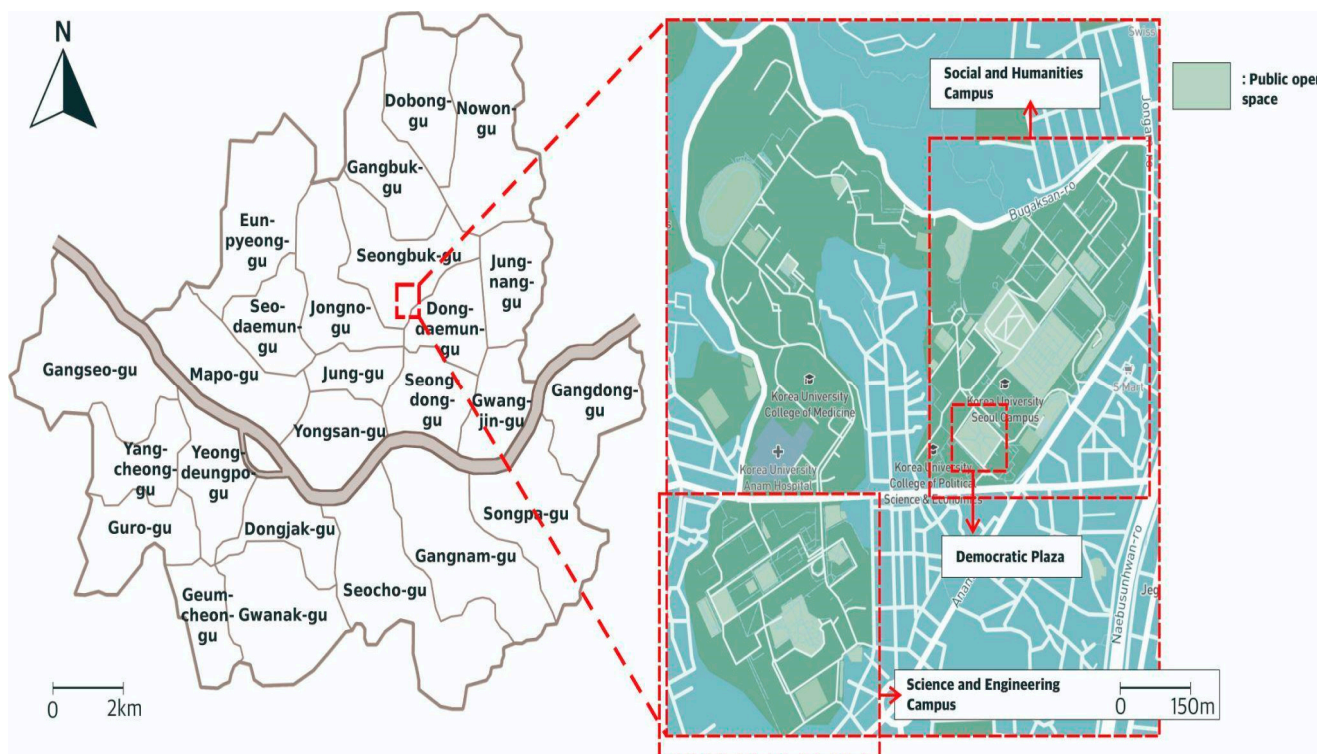 N
Dobong-
gu
Nowon-
gu
Gangbuk-
gu
Eun-
pyeong-
gu
Seongbuk-gu
Jung-
nang-
gu
Seo-
daemun-
gu
Jongno-
gu
Dong-
daemun-
gu
Gangseo-gu
Mapo-gu
Jung-gu
Seong
dong-
gu
Gwang-
jin-gu
Gangdong-
gu
Yongsan-gu
Yang-
cheong-
gu
Yeong-
deungpo-
gu
Guro-gu
Dongjak-gu
Songpa-gu
Gangnam-gu
Seocho-gu
Geum-
cheon-
gu
Gwanak-gu
0 2km
Swiss
Social and Humanities
Campus
: Public open
space
Bugaksan-ro
Korea University
College of Medicine
Korea University
Seoul Campus
S Mart
Korea University
Anam Hospital
Korea University
College of Political
Science & Economics
Democratic Plaza
Naebusunhwan-ro
Jeg
Science and Engineering
Campus
0 150m